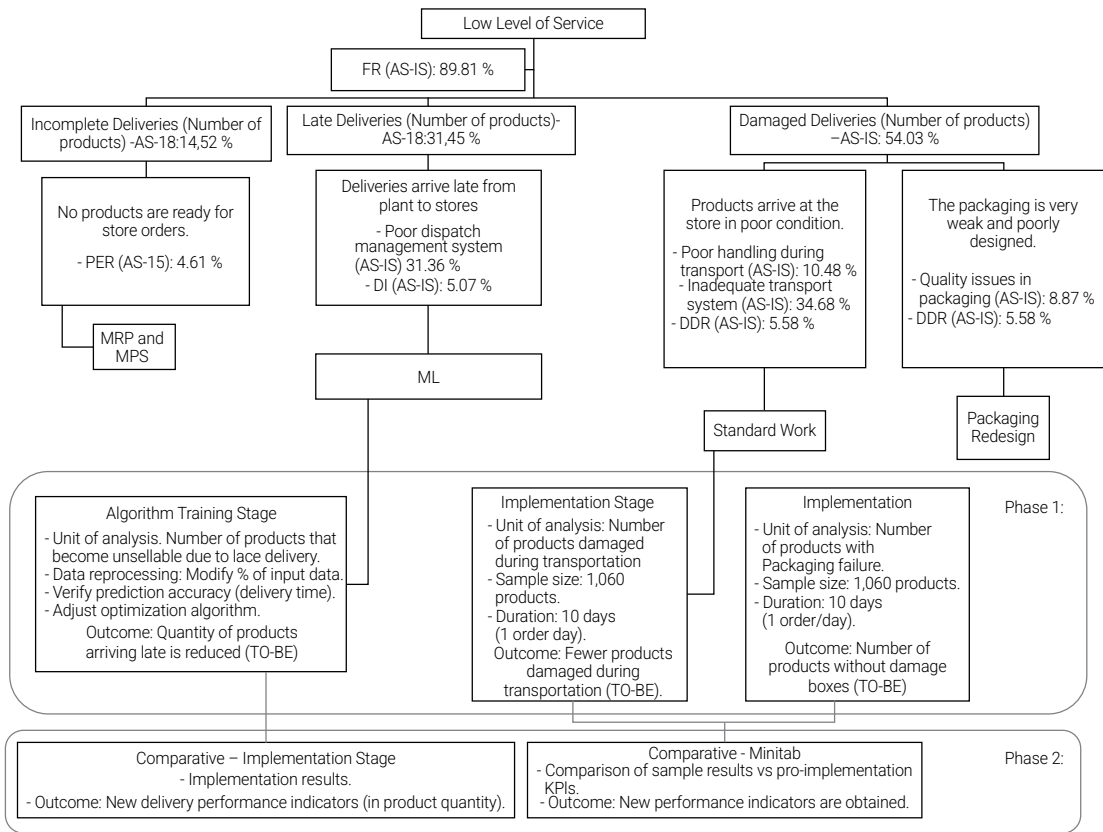 Low Level of Service
FR (AS-IS): 89.81 %
Incomplete Deliveries (Number of
products) -AS-18:14,52 %
Late Deliveries (Number of products)-
AS-18:31,45 %
Damaged Deliveries (Number of products)
–AS-IS: 54.03 %
No products are ready for
store orders.
- PER (AS-15): 4.61 %
Deliveries arrive late from
plant to stores
- Poor dispatch
management system
(AS-IS) 31.36 %
- DI (AS-IS): 5.07 %
Products arrive at the
store in poor condition.
- Poor handling during
transport (AS-IS): 10.48 %
- Inadequate transport
system (AS-IS): 34.68 %
- DDR (AS-IS): 5.58 %
The packaging is very
weak and poorly
designed.
- Quality issues in
packaging (AS-IS): 8.87 %
- DDR (AS-IS): 5.58 %
MRP and
MPS
ML
Standard Work
Packaging
Redesign
Phase 1:
Algorithm Training Stage
- Unit of analysis. Number of products that
become unsellable due to lace delivery.
- Data reprocessing: Modify % of input data.
- Verify prediction accuracy (delivery time).
- Adjust optimization algorithm.
Outcome: Quantity of products
arriving late is reduced (TO-BE)
Implementation Stage
- Unit of analysis: Number
of products damaged
during transportation
- Sample size: 1,060
products.
- Duration: 10 days
(1 order day).
Outcome: Fewer products
damaged during
transportation (TO-BE).
Implementation
- Unit of analysis: Number
of products with
Packaging failure.
- Sample size: 1,060 products.
- Duration: 10 days
(1 order/day).
Outcome: Number of
products without damage
boxes (TO-BE)
Phase 2:
Comparative – Implementation Stage
- Implementation results.
- Outcome: New delivery performance indicators (in product quantity).
Comparative - Minitab
- Comparison of sample results vs pro-implementation
KPIs.
- Outcome: New performance indicators are obtained.